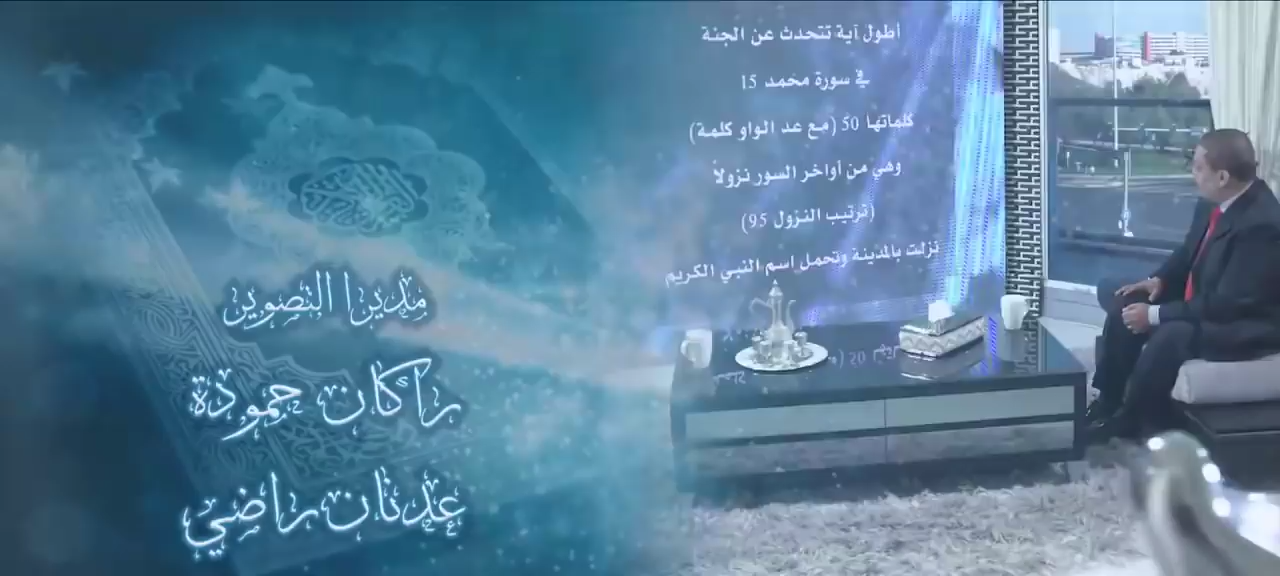 أطول آية تتحدث عن الجنة
في سورة محمد 15
كلماتها 50 (مع عد الواو كلمة)
وهي من أواخر السور نزولاً
(ترتيب النزول 95)
نزلت بالمدينة وتحمل اسم النبي الكريم
مديرا التصوير
راكان حمودة
عدنان راضي